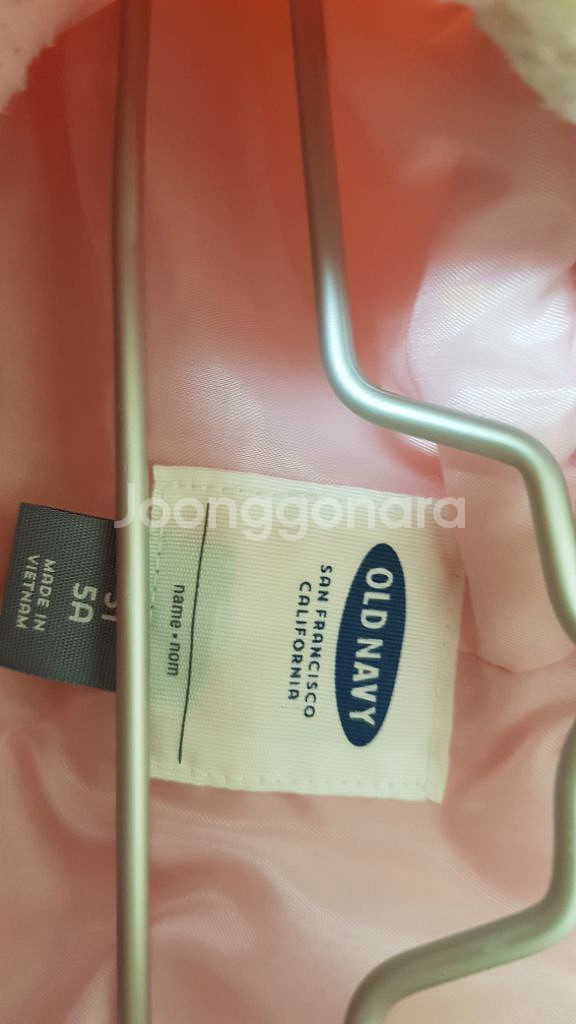 Joonggonara
OLD NAVY
SAN FRANCISCO
CALIFORNIA
name • nom
5A
MADE IN
VIETNAM